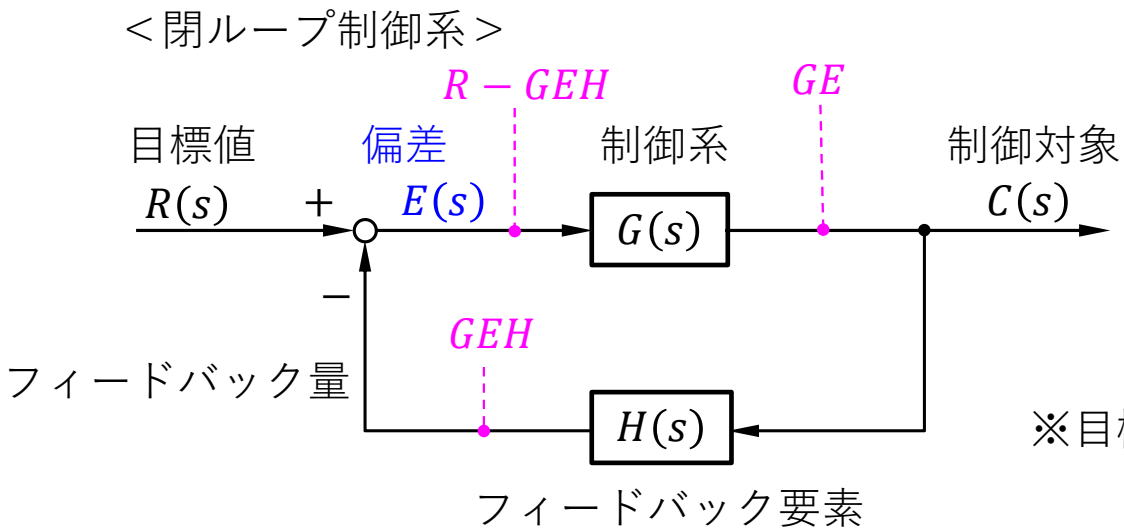 ＜閉ループ制御系＞
R − GEH
GE
目標値
偏差
制御系
制御対象
R(s)
+
E(s)
G(s)
C(s)
−
GEH
フィードバック量
H(s)
※目
フィードバック要素